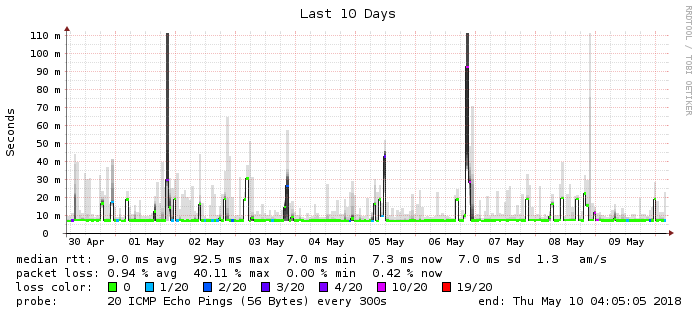 Last 10 Days
RRDTOOL / TOBI OETIKER
Seconds
110 m
100 m
90 m
80 m
70 m
60 m
50 m
40 m
30 m
20 m
10 m
0
30 Apr 01 May 02 May 03 May 04 May 05 May 06 May 07 May 08 May 09 May
median rtt: 9.0 ms avg 92.5 ms max 7.0 ms min 7.3 ms now 7.0 ms sd 1.3 am/s
packet loss: 0.94 % avg 40.11 % max 0.00 % min 0.42 % now
loss color: 0 1/20 2/20 3/20 4/20 10/20 19/20
probe: 20 ICMP Echo Pings (56 Bytes) every 300s end: Thu May 10 04:05:05 2018